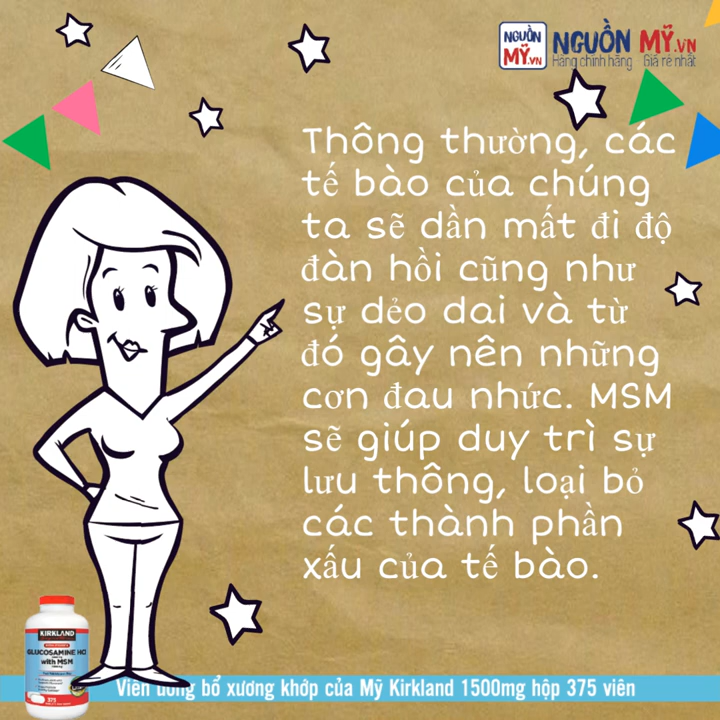 NGUỒN
MỸ.VN
NGUỒN MỸ.VN
Hàng chính hãng Giá rẻ nhất
Thông thường, các
tế bào của chúng
ta sẽ dần mất đi độ
đàn hồi cũng như
sự dẻo dai và từ
đó gây nên những
cơn đau nhức. MSM
sẽ giúp duy trì sự
lưu thông, loại bỏ
các thành phần
xấu của tế bào.
KIRKLAND
GLUCOSAMINE HCl
with MSM
375
Viên uống bổ xương khớp của Mỹ Kirkland 1500mg hộp 375 viên